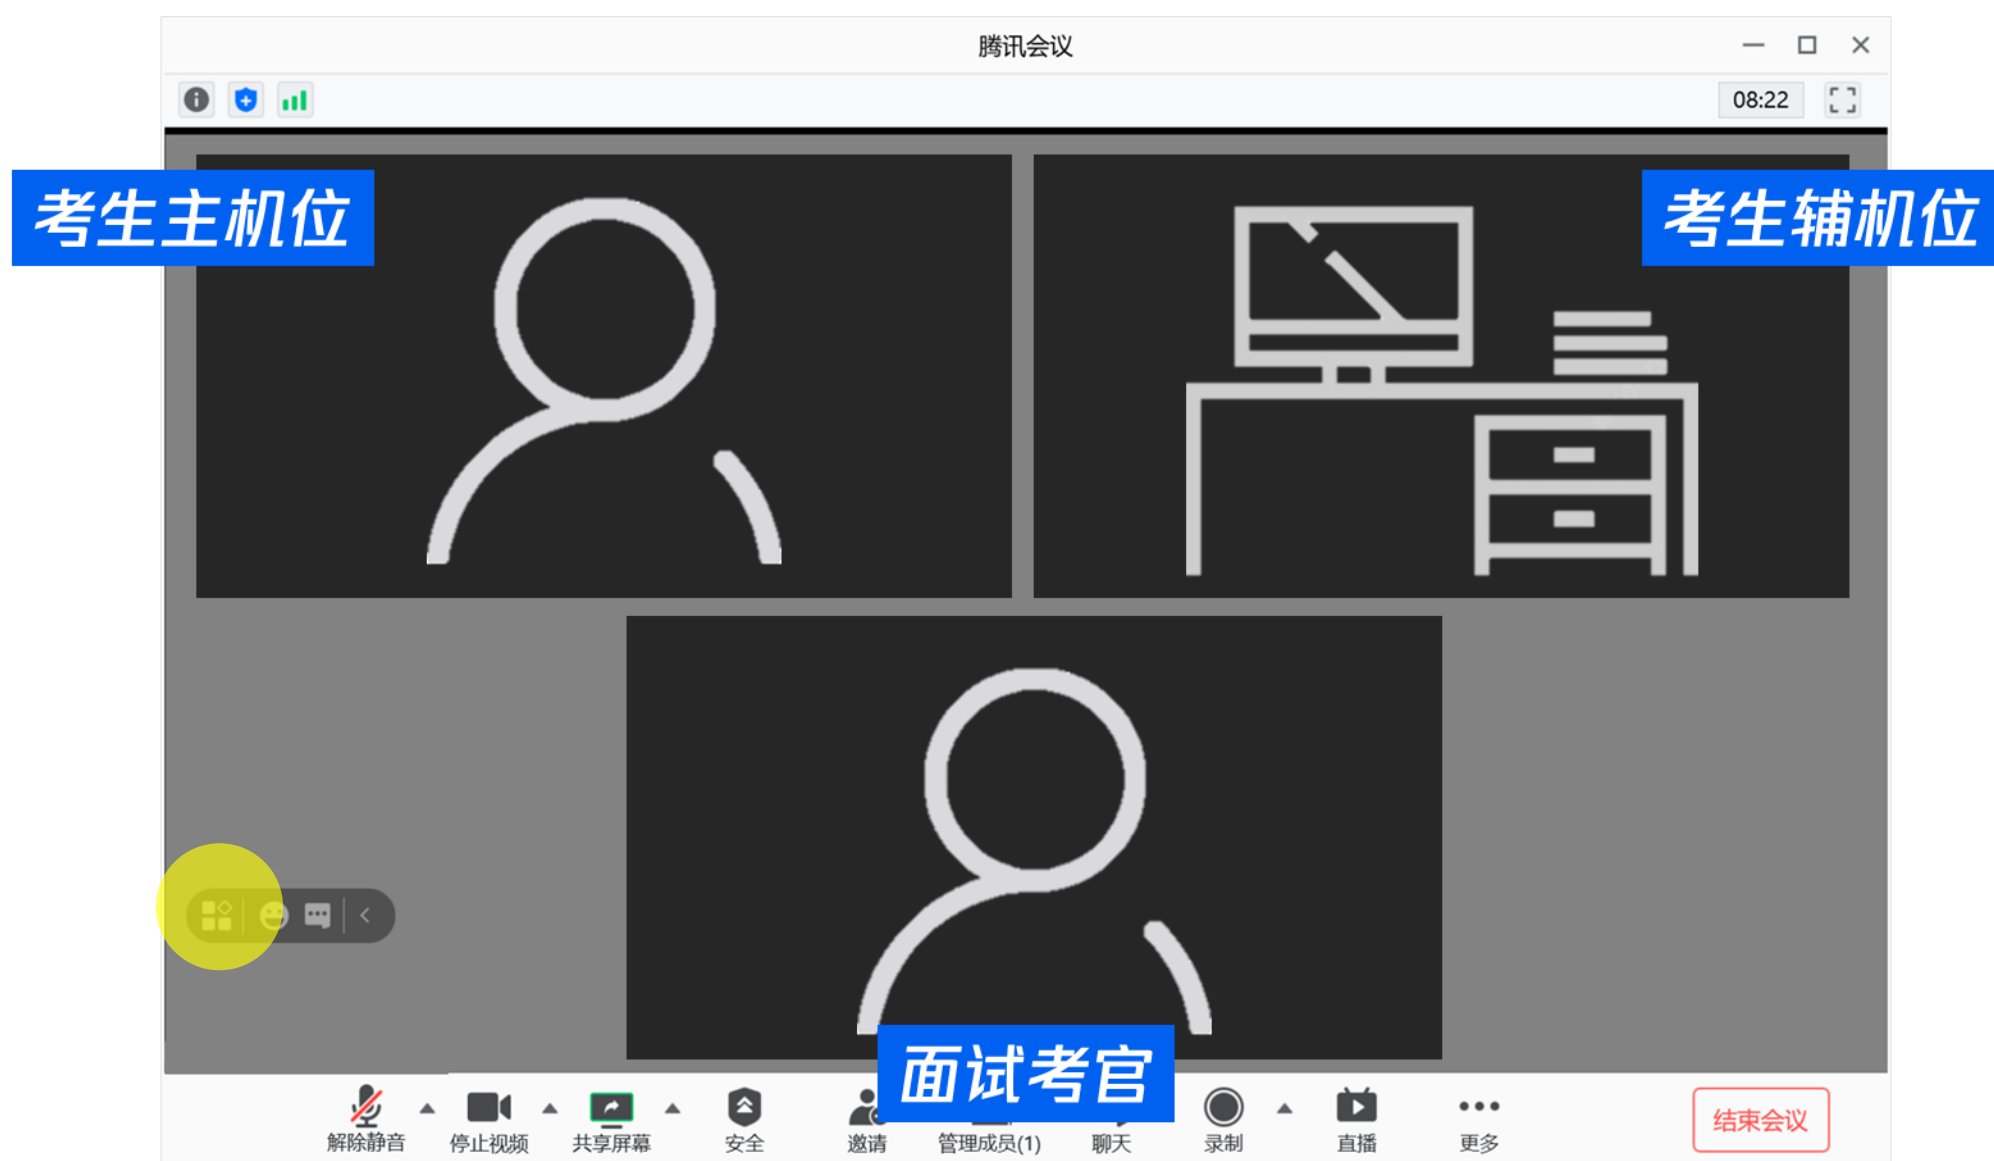 腾讯会议
08:22
考生主机位
考生辅机位
面试考官
解除静音
停止视频
共享屏幕
安全
邀请
管理成员(1)
聊天
录制
直播
更多
结束会议